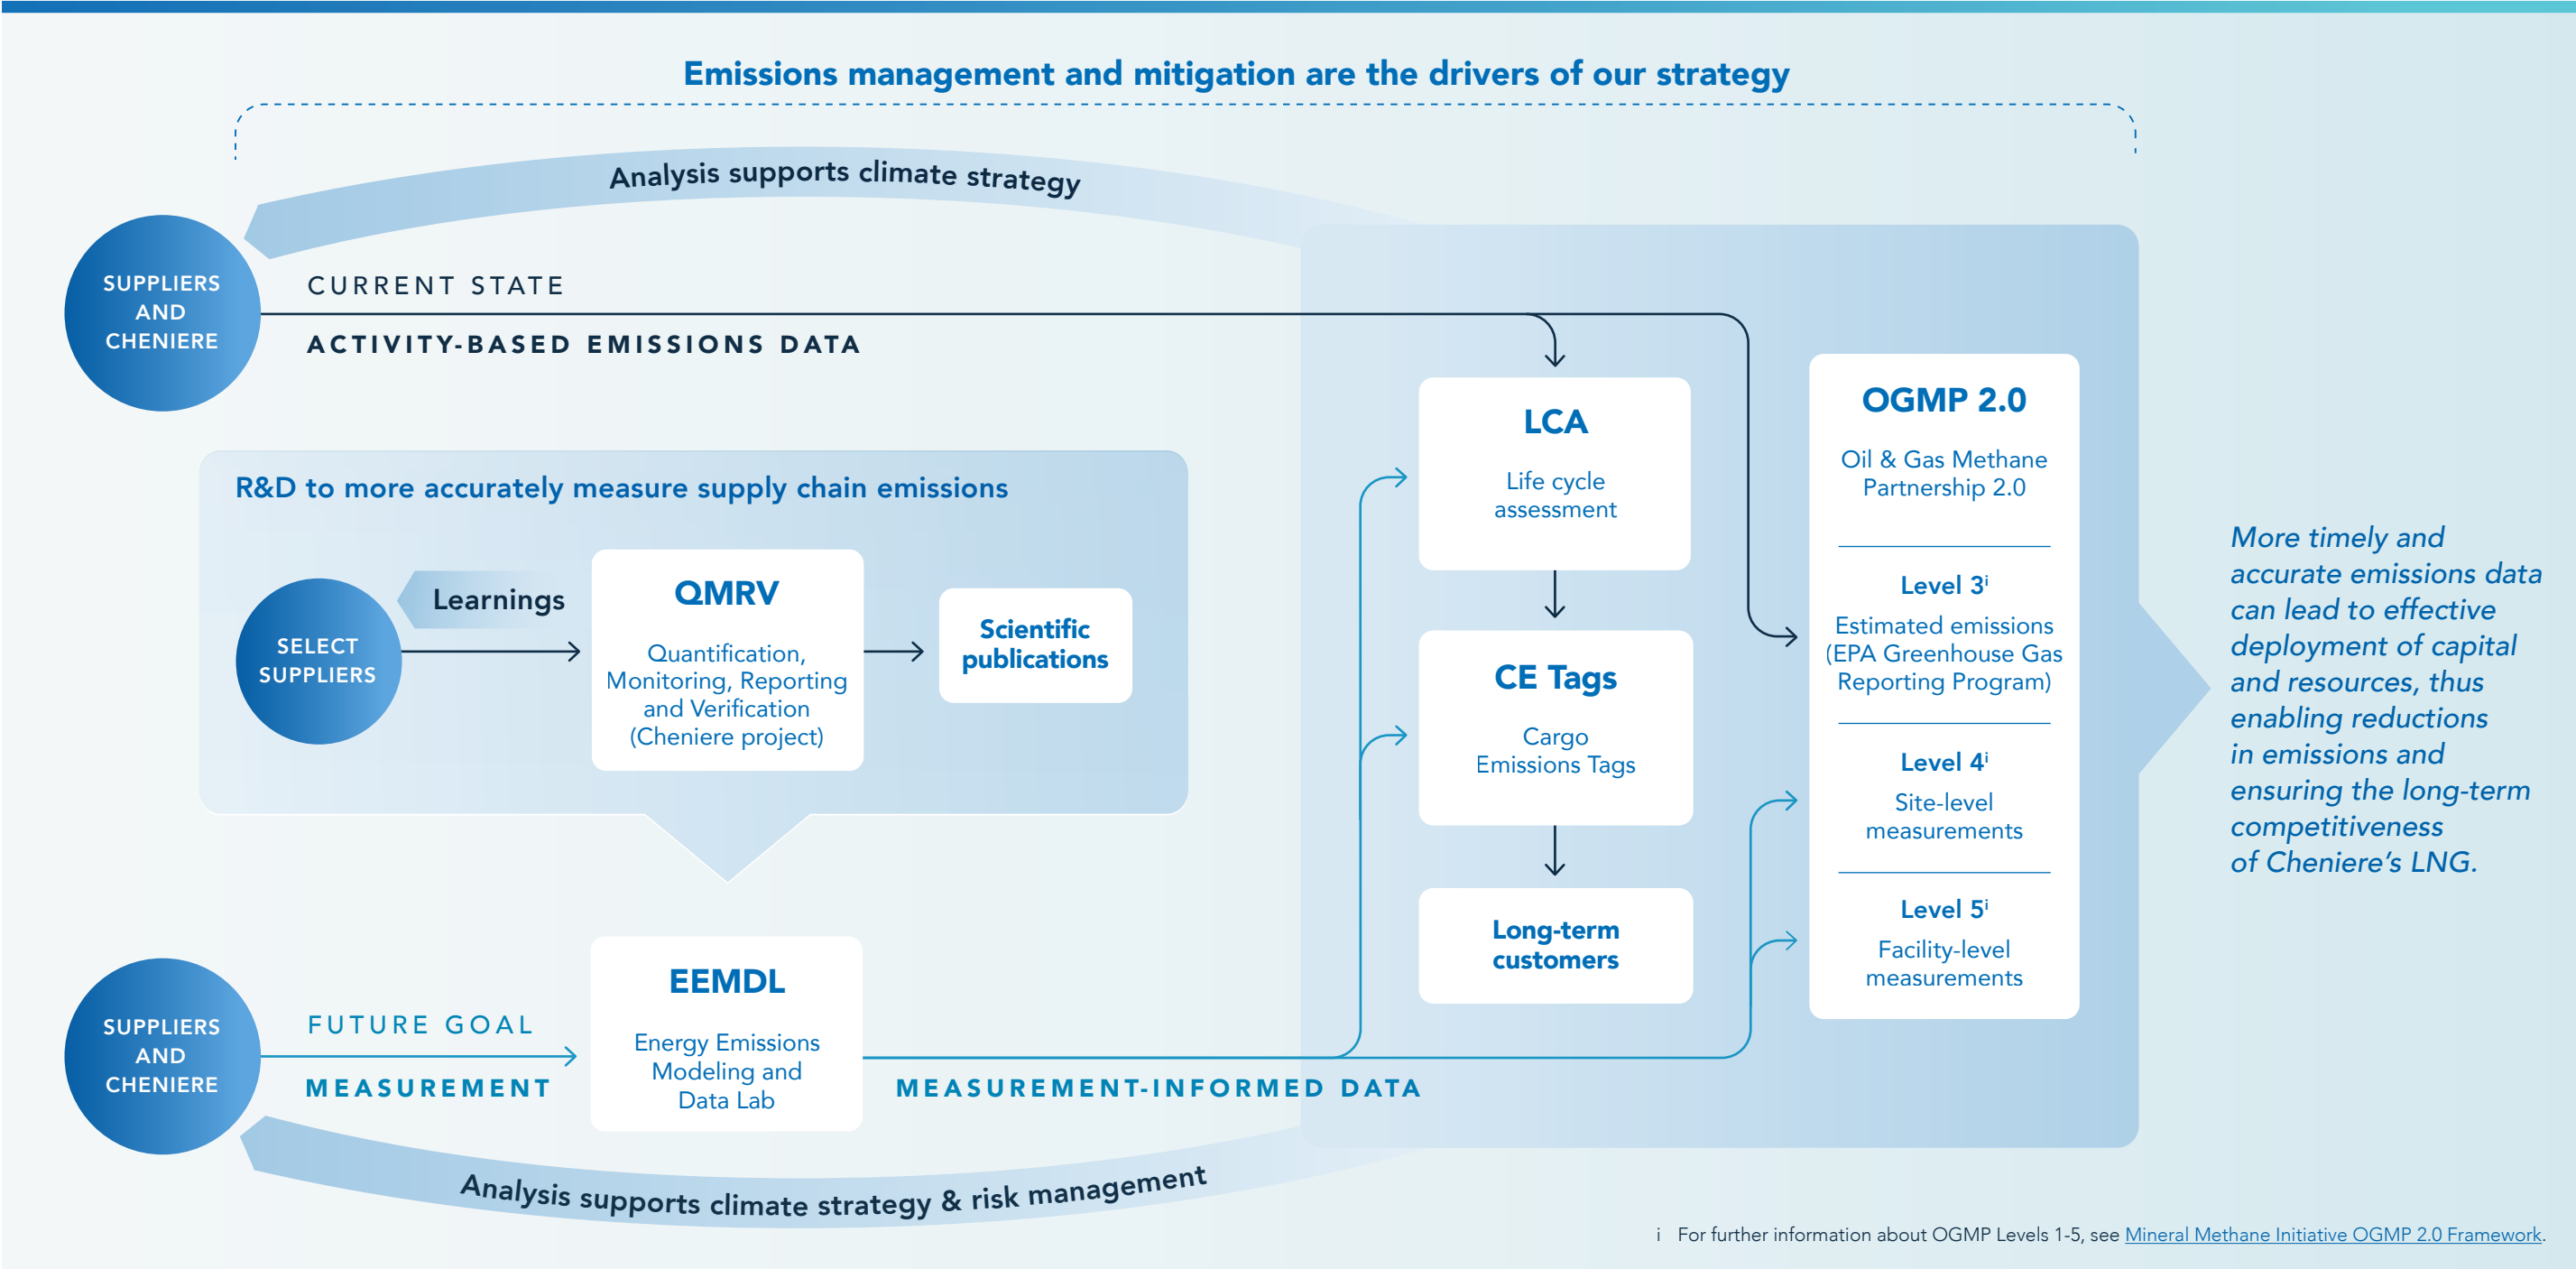 Emissions management and mitigation are the drivers of our strategy
Analysis supports climate strategy
SUPPLIERS
AND
CHENIERE
CURRENT STATE
ACTIVITY-BASED EMISSIONS DATA
R&D to more accurately measure supply chain emissions
SELECT
SUPPLIERS
Learnings
QMRV
Quantification,
Monitoring, Reporting
and Verification
(Cheniere project)
Scientific
publications
SUPPLIERS
AND
CHENIERE
FUTURE GOAL
MEASUREMENT
EEMDL
Energy Emissions
Modeling and
Data Lab
MEASUREMENT-INFORMED DATA
Analysis supports climate strategy & risk management
LCA
Life cycle
assessment
CE Tags
Cargo
Emissions Tags
Long-term
customers
OGMP 2.0
Oil & Gas Methane
Partnership 2.0
Level 3i
Estimated emissions
(EPA Greenhouse Gas
Reporting Program)
Level 4i
Site-level
measurements
Level 5i
Facility-level
measurements
More timely and
accurate emissions data
can lead to effective
deployment of capital
and resources, thus
enabling reductions
in emissions and
ensuring the long-term
competitiveness
of Cheniere’s LNG.
i For further information about OGMP Levels 1-5, see Mineral Methane Initiative OGMP 2.0 Framework.